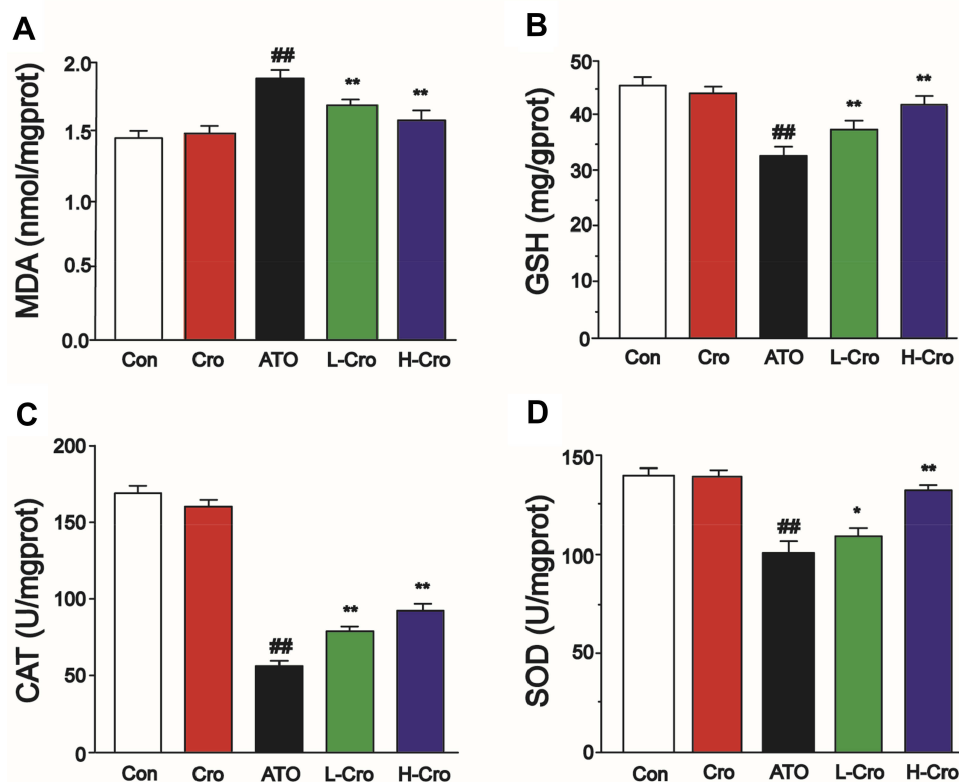 A
MDA (nmol/mgprot)
2.0
1.5
1.0
0.5
0.0
##
**
**
Con Cro ATO L-Cro H-Cro
B
GSH (mg/gprot)
50
40
30
20
10
0
##
**
**
Con Cro ATO L-Cro H-Cro
C
CAT (U/mgprot)
200
150
100
50
0
##
**
**
Con Cro ATO L-Cro H-Cro
D
SOD (U/mgprot)
150
100
50
0
##
*
**
Con Cro ATO L-Cro H-Cro